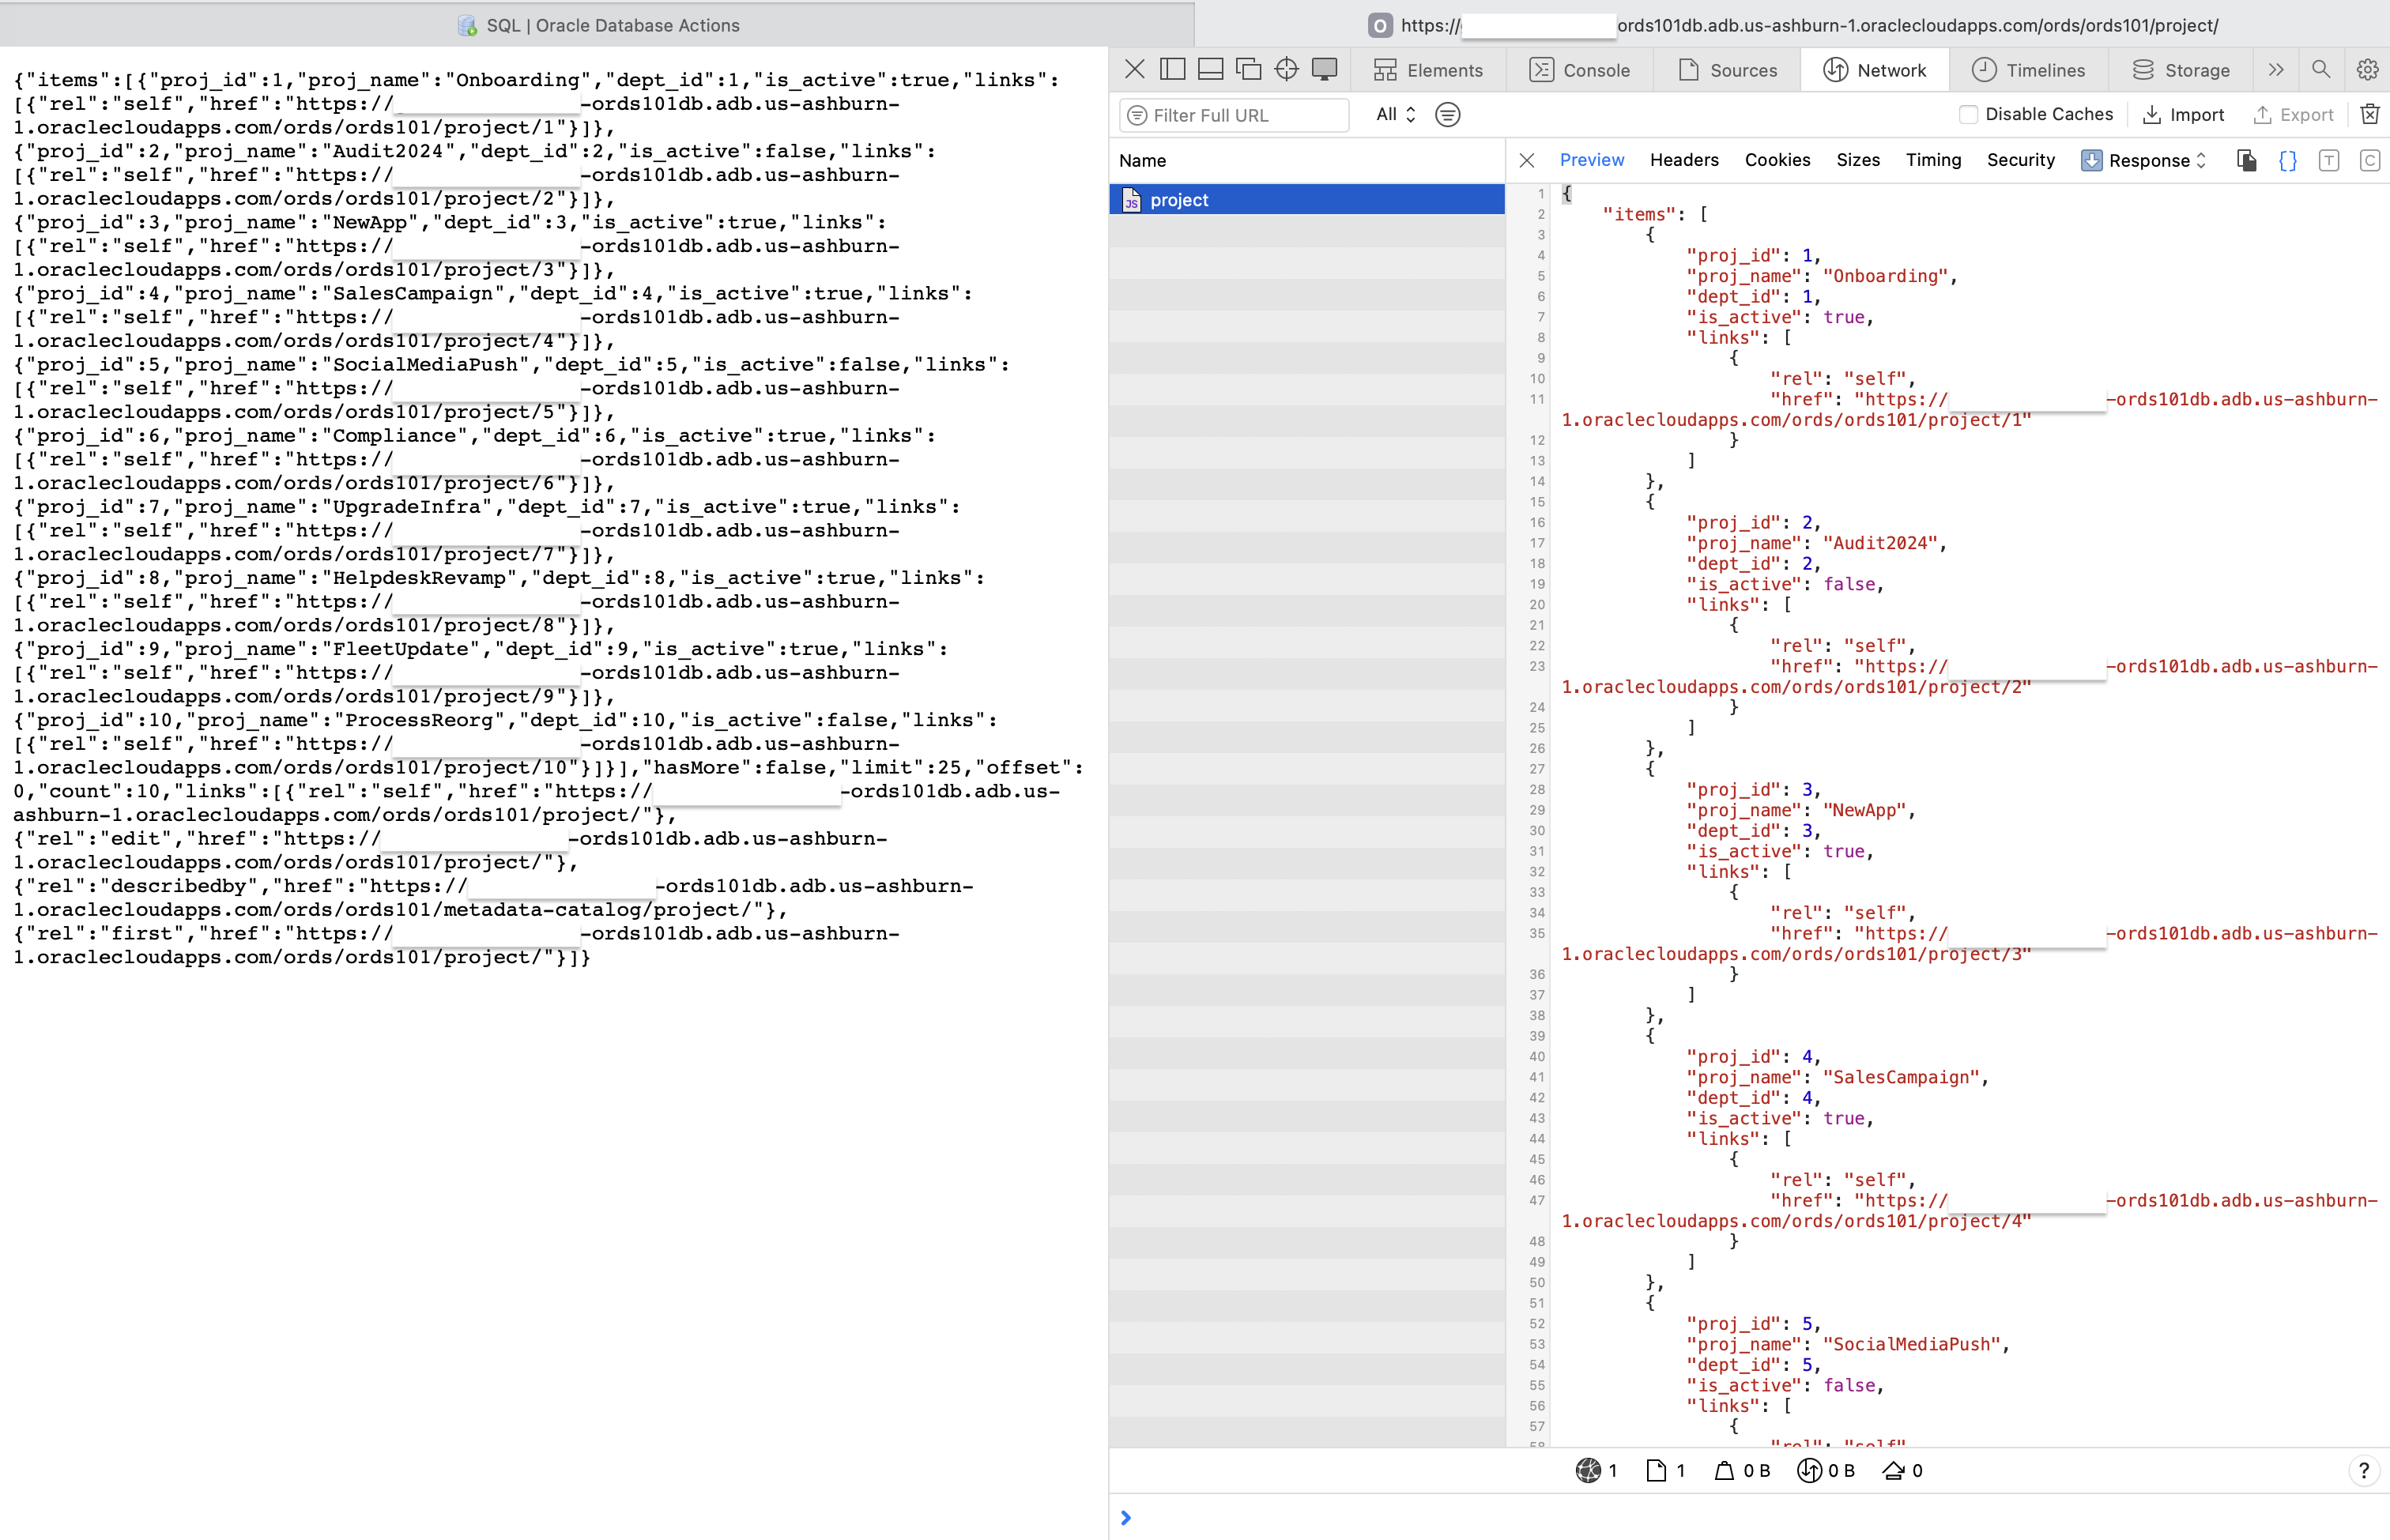 SQL | Oracle Database Actions
https:// ords101db.adb.us-ashburn-1.oraclecloudapps.com/ords/ords101/project/
{"items":[{"proj_id":1,"proj_name":"Onboarding","dept_id":1,"is_active":true,"links":
[{"rel":"self","href":"https:// -ords101db.adb.us-ashburn-
1.oraclecloudapps.com/ords/ords101/project/1"}]},
{"proj_id":2,"proj_name":"Audit2024","dept_id":2,"is_active":false,"links":
[{"rel":"self","href":"https:// -ords101db.adb.us-ashburn-
1.oraclecloudapps.com/ords/ords101/project/2"}]},
{"proj_id":3,"proj_name":"NewApp","dept_id":3,"is_active":true,"links":
[{"rel":"self","href":"https:// -ords101db.adb.us-ashburn-
1.oraclecloudapps.com/ords/ords101/project/3"}]},
{"proj_id":4,"proj_name":"SalesCampaign","dept_id":4,"is_active":true,"links":
[{"rel":"self","href":"https:// -ords101db.adb.us-ashburn-
1.oraclecloudapps.com/ords/ords101/project/4"}]},
{"proj_id":5,"proj_name":"SocialMediaPush","dept_id":5,"is_active":false,"links":
[{"rel":"self","href":"https:// -ords101db.adb.us-ashburn-
1.oraclecloudapps.com/ords/ords101/project/5"}]},
{"proj_id":6,"proj_name":"Compliance","dept_id":6,"is_active":true,"links":
[{"rel":"self","href":"https:// -ords101db.adb.us-ashburn-
1.oraclecloudapps.com/ords/ords101/project/6"}]},
{"proj_id":7,"proj_name":"UpgradeInfra","dept_id":7,"is_active":true,"links":
[{"rel":"self","href":"https:// -ords101db.adb.us-ashburn-
1.oraclecloudapps.com/ords/ords101/project/7"}]},
{"proj_id":8,"proj_name":"HelpdeskRevamp","dept_id":8,"is_active":true,"links":
[{"rel":"self","href":"https:// -ords101db.adb.us-ashburn-
1.oraclecloudapps.com/ords/ords101/project/8"}]},
{"proj_id":9,"proj_name":"FleetUpdate","dept_id":9,"is_active":true,"links":
[{"rel":"self","href":"https:// -ords101db.adb.us-ashburn-
1.oraclecloudapps.com/ords/ords101/project/9"}]},
{"proj_id":10,"proj_name":"ProcessReorg","dept_id":10,"is_active":false,"links":
[{"rel":"self","href":"https:// -ords101db.adb.us-ashburn-
1.oraclecloudapps.com/ords/ords101/project/10"}]}],"hasMore":false,"limit":25,"offset":
0,"count":10,"links":[{"rel":"self","href":"https:// -ords101db.adb.us-
ashburn-1.oraclecloudapps.com/ords/ords101/project/"},
{"rel":"edit","href":"https:// -ords101db.adb.us-ashburn-
1.oraclecloudapps.com/ords/ords101/project/"},
{"rel":"describedby","href":"https:// -ords101db.adb.us-ashburn-
1.oraclecloudapps.com/ords/ords101/metadata-catalog/project/"},
{"rel":"first","href":"https:// -ords101db.adb.us-ashburn-
1.oraclecloudapps.com/ords/ords101/project/"}]}
Elements Console Sources Network Timelines Storage
Filter Full URL All Disable Caches Import Export
Name
project
Preview Headers Cookies Sizes Timing Security Response {} T C
1 {
2 "items": [
3 {
4 "proj_id": 1,
5 "proj_name": "Onboarding",
6 "dept_id": 1,
7 "is_active": true,
8 "links": [
9 {
10 "rel": "self",
11 "href": "https:// -ords101db.adb.us-ashburn-
1.oraclecloudapps.com/ords/ords101/project/1"
12 }
13 ]
14 },
15 {
16 "proj_id": 2,
17 "proj_name": "Audit2024",
18 "dept_id": 2,
19 "is_active": false,
20 "links": [
21 {
22 "rel": "self",
23 "href": "https:// -ords101db.adb.us-ashburn-
1.oraclecloudapps.com/ords/ords101/project/2"
24 }
25 ]
26 },
27 {
28 "proj_id": 3,
29 "proj_name": "NewApp",
30 "dept_id": 3,
31 "is_active": true,
32 "links": [
33 {
34 "rel": "self",
35 "href": "https:// -ords101db.adb.us-ashburn-
1.oraclecloudapps.com/ords/ords101/project/3"
36 }
37 ]
38 },
39 {
40 "proj_id": 4,
41 "proj_name": "SalesCampaign",
42 "dept_id": 4,
43 "is_active": true,
44 "links": [
45 {
46 "rel": "self",
47 "href": "https:// -ords101db.adb.us-ashburn-
1.oraclecloudapps.com/ords/ords101/project/4"
48 }
49 ]
50 },
51 {
52 "proj_id": 5,
53 "proj_name": "SocialMediaPush",
54 "dept_id": 5,
55 "is_active": false,
56 "links": [
57 {
58 "rel": "self"
1 1 0 B 0 B 0 ?